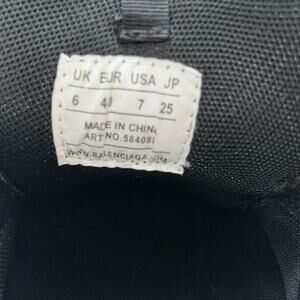 UK EUR USA JP
6 40 7 25
MADE IN CHINA
ART NO. 584081
WWW.BALENCIAGA.COM